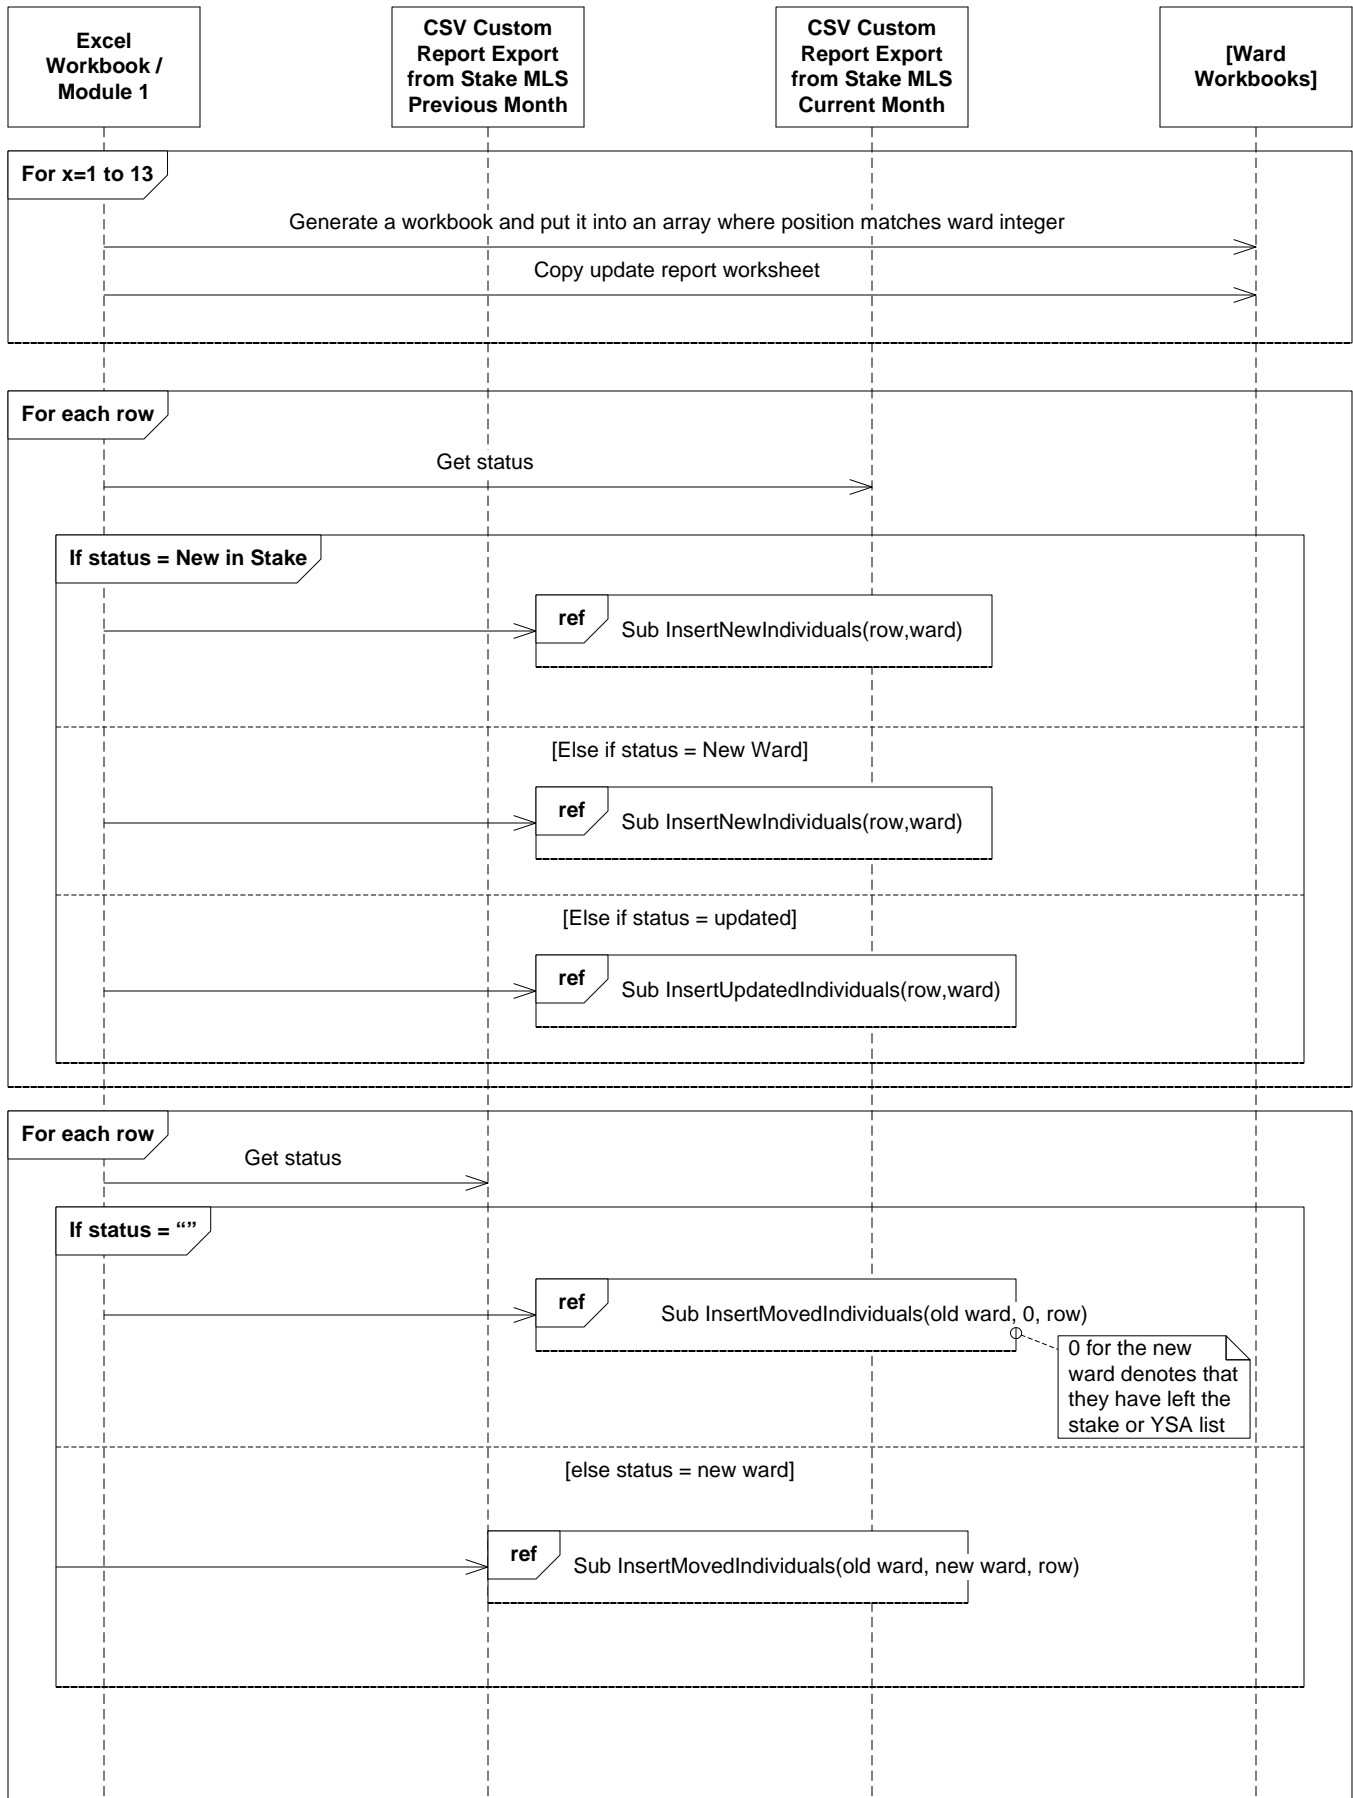 Excel
Workbook /
Module 1
CSV Custom
Report Export
from Stake MLS
Previous Month
CSV Custom
Report Export
from Stake MLS
Current Month
[Ward
Workbooks]
For x=1 to 13
Generate a workbook and put it into an array where position matches ward integer
Copy update report worksheet
For each row
Get status
If status = New in Stake
ref
Sub InsertNewIndividuals(row,ward)
[Else if status = New Ward]
ref
Sub InsertNewIndividuals(row,ward)
[Else if status = updated]
ref
Sub InsertUpdatedIndividuals(row,ward)
For each row
Get status
If status = “”
ref
Sub InsertMovedIndividuals(old ward, 0, row)
0 for the new
ward denotes that
they have left the
stake or YSA list
[else status = new ward]
ref
Sub InsertMovedIndividuals(old ward, new ward, row)